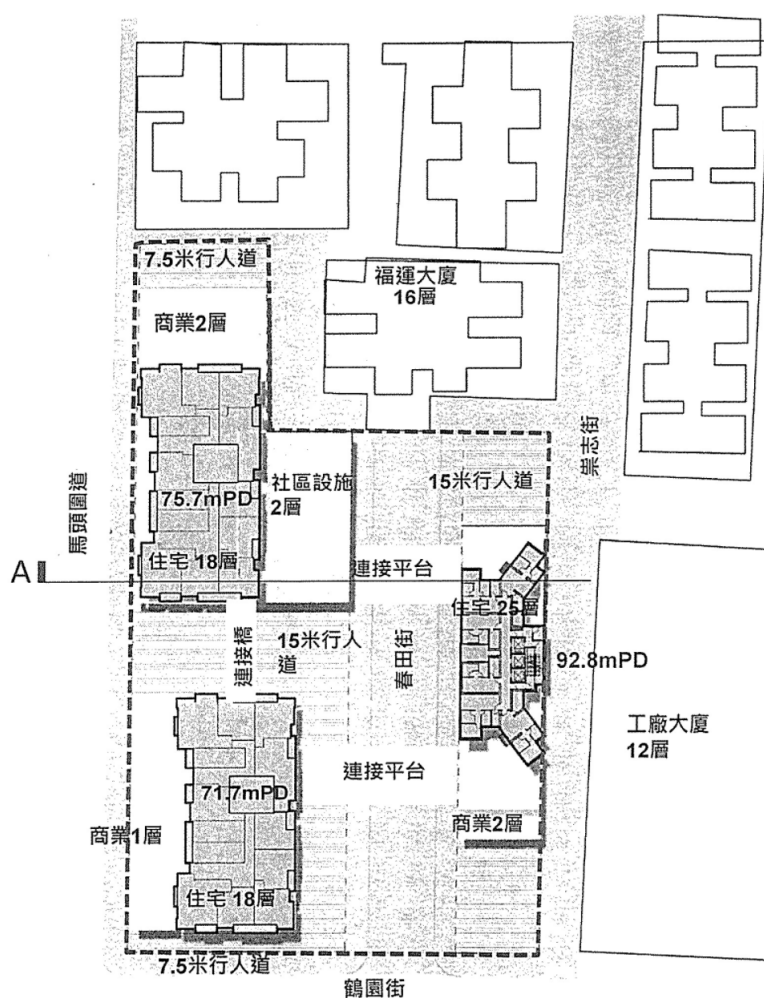 7.5米行人道
福運大廈
16層
商業2層
崇志街
馬頭圍道
75.7mPD
社區設施
2層
15米行人道
住宅 18層
A
連接平台
住宅 25層
連接橋
15米行人
道
春田街
92.8mPD
工廠大廈
12層
連接平台
71.7mPD
商業1層
商業2層
住宅 18層
7.5米行人道
鶴園街